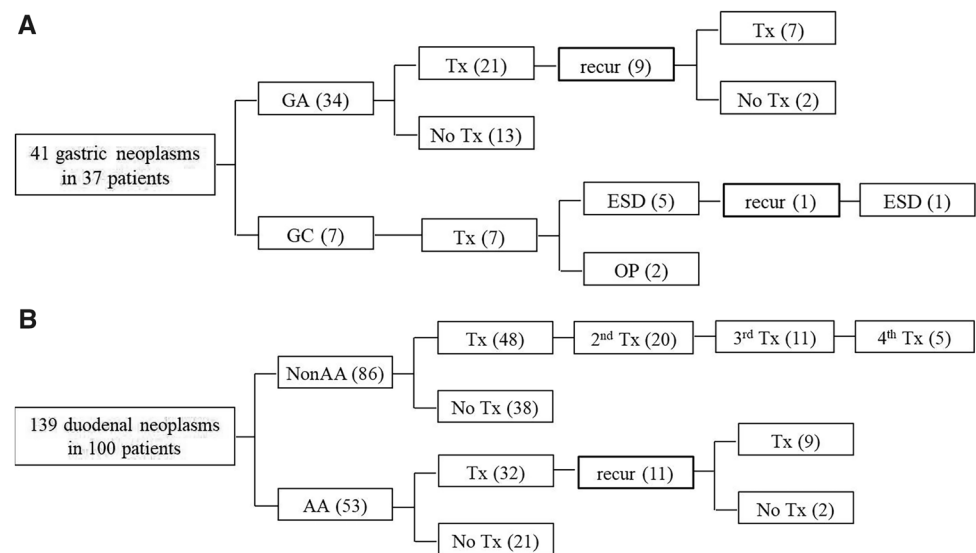 A
41 gastric neoplasms
in 37 patients
GA (34)
Tx (21)
recur (9)
Tx (7)
No Tx (2)
No Tx (13)
GC (7)
Tx (7)
ESD (5)
recur (1)
ESD (1)
OP (2)
B
139 duodenal neoplasms
in 100 patients
NonAA (86)
Tx (48)
2nd Tx (20)
3rd Tx (11)
4th Tx (5)
No Tx (38)
AA (53)
Tx (32)
recur (11)
Tx (9)
No Tx (2)
No Tx (21)